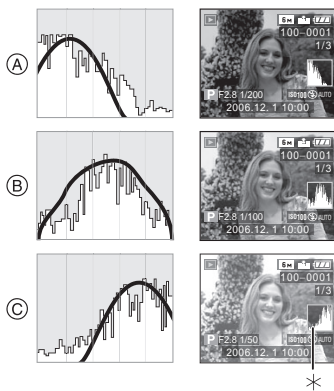 A
6M
100–0001
1/3
P F2.8 1/200 ISO100 AUTO
2006.12. 1 10:00
B
6M
100–0001
1/3
P F2.8 1/100 ISO100 AUTO
2006.12. 1 10:00
C
6M
100–0001
1/3
P F2.8 1/50 ISO100 AUTO
2006.12. 1 10:00